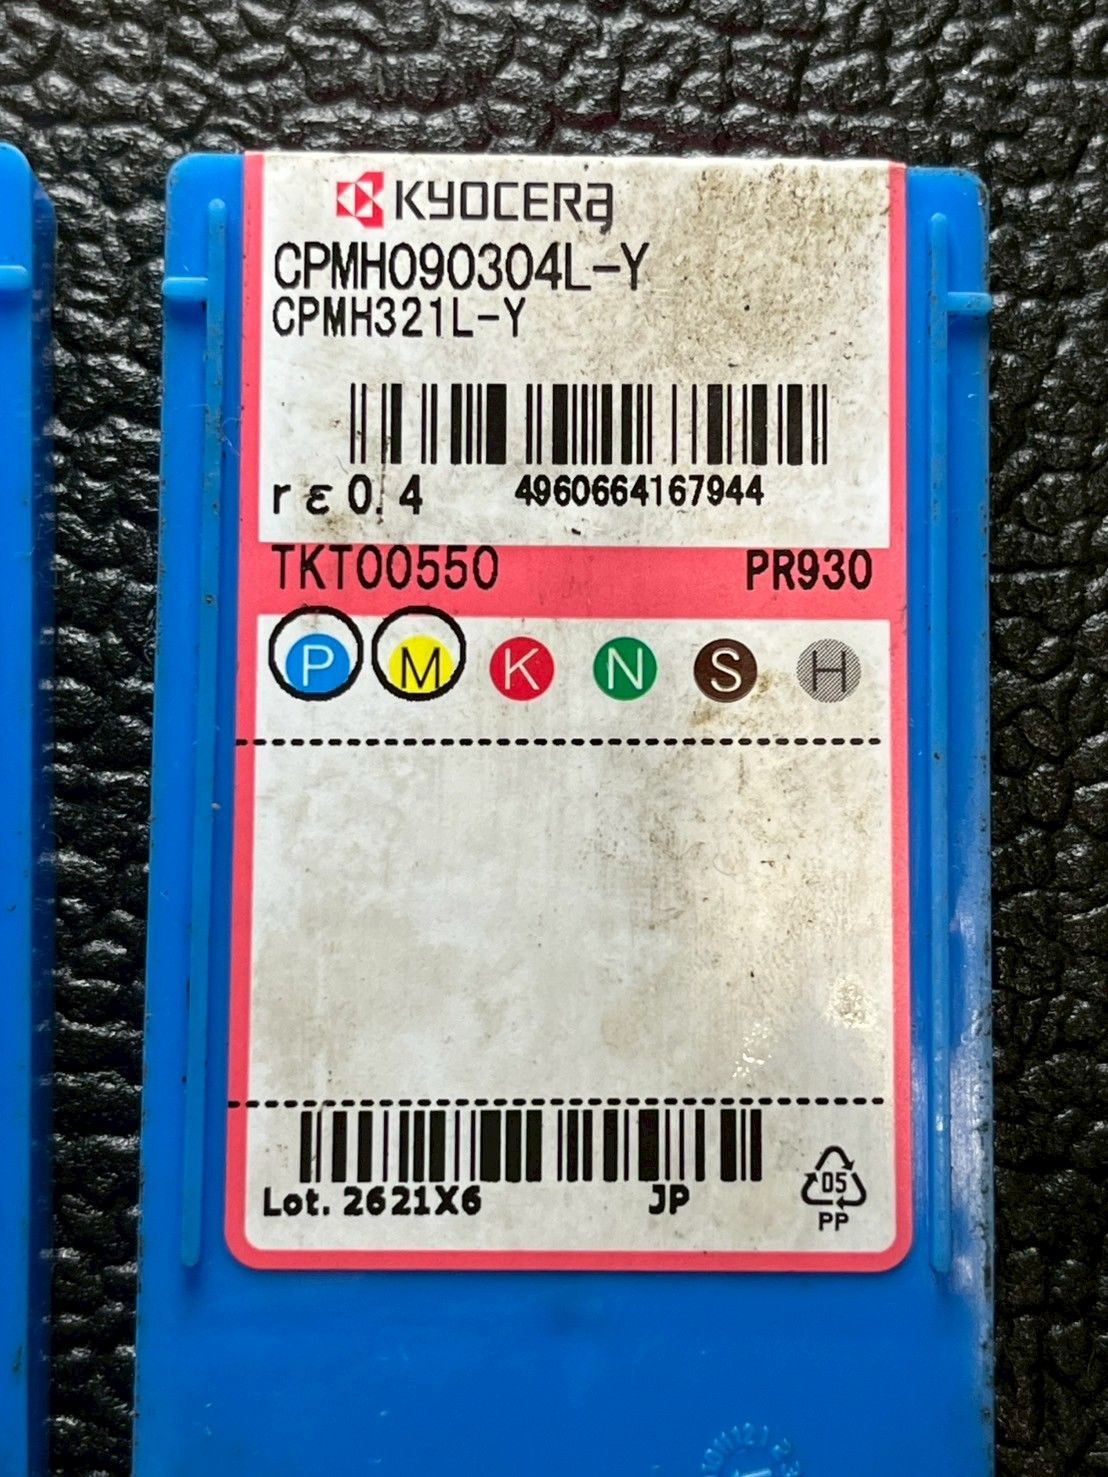 KYOCERA
CPMH090304L-Y
CPMH321L-Y
rε0.4 4960664167944
TKT00550 PR930
P M K N S H
Lot. 2621X6 JP
05
PP